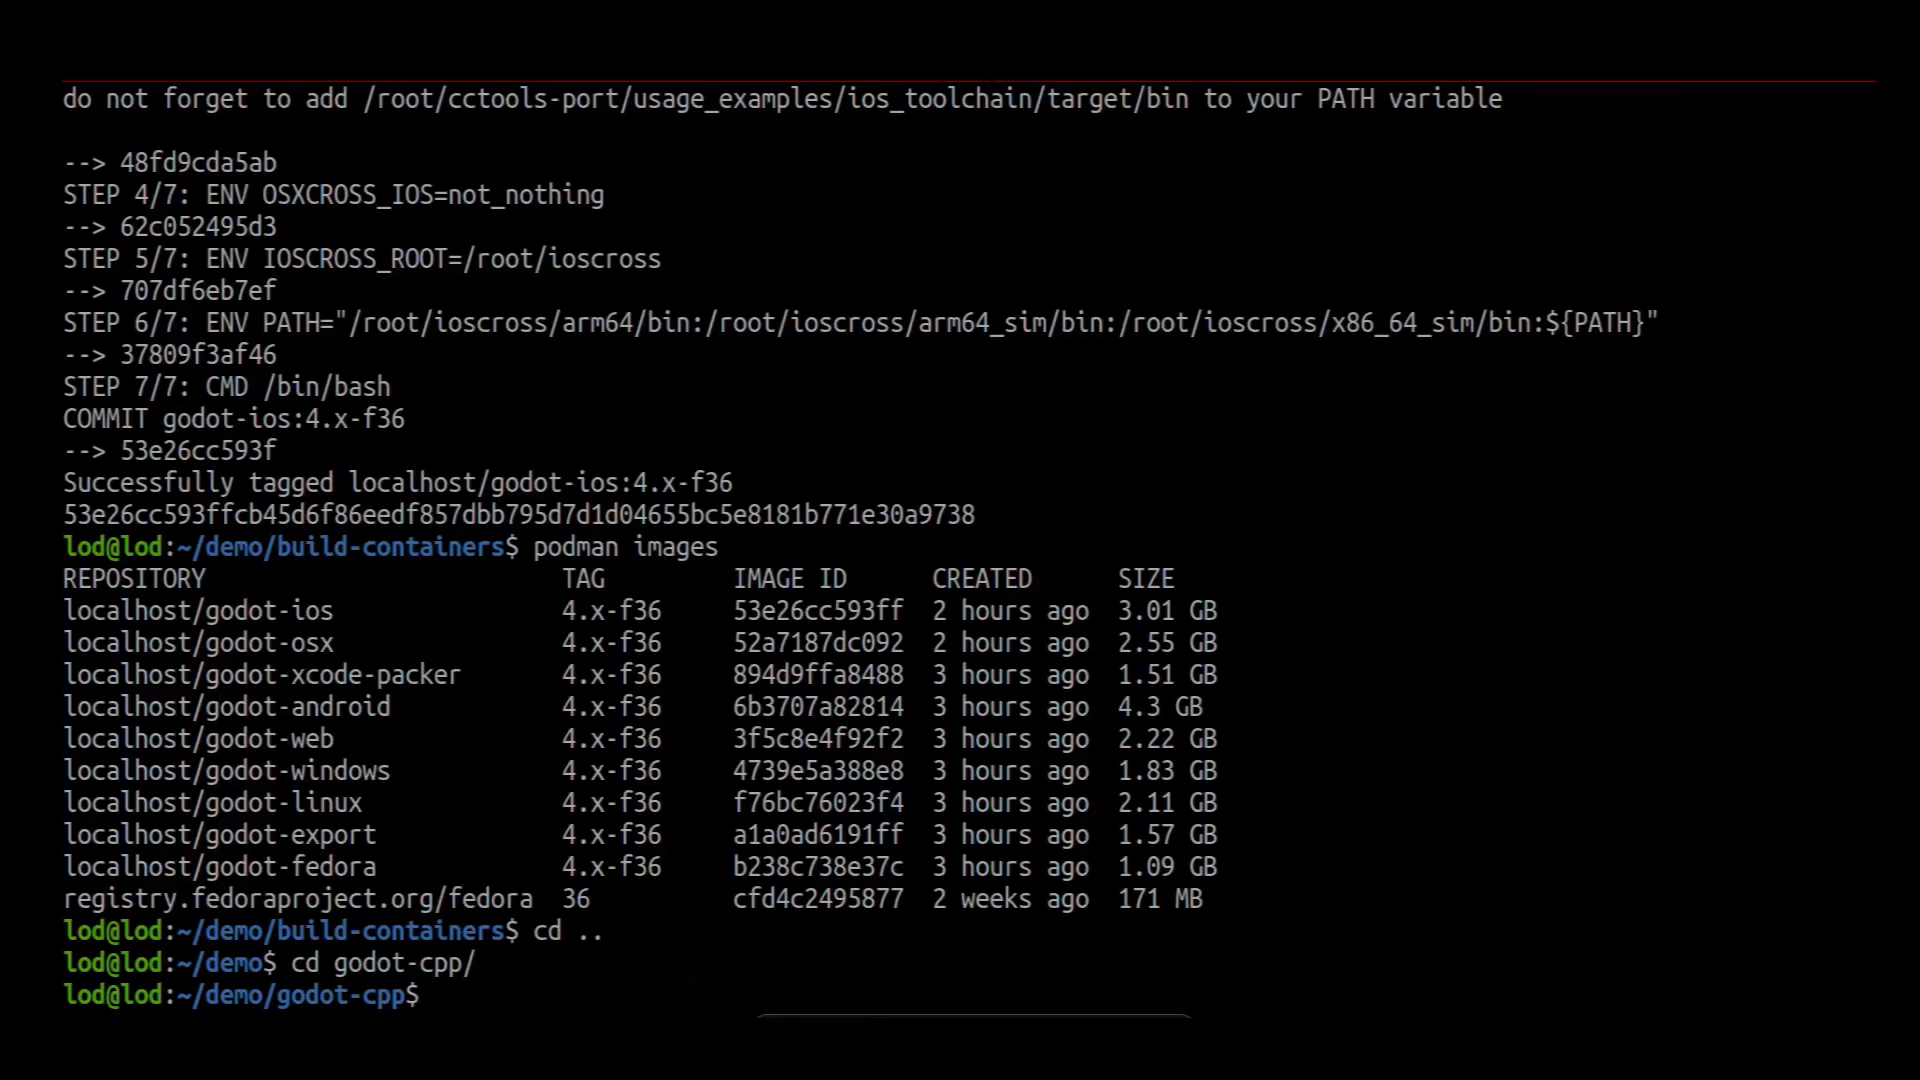 do not forget to add /root/cctools-port/usage_examples/ios_toolchain/target/bin to your PATH variable
--> 48fd9cda5ab
STEP 4/7: ENV OSXCROSS_IOS=not_nothing
--> 62c052495d3
STEP 5/7: ENV IOSCROSS_ROOT=/root/ioscross
--> 707df6eb7ef
STEP 6/7: ENV PATH="/root/ioscross/arm64/bin:/root/ioscross/arm64_sim/bin:/root/ioscross/x86_64_sim/bin:${PATH}"
--> 37809f3af46
STEP 7/7: CMD /bin/bash
COMMIT godot-ios:4.x-f36
--> 53e26cc593f
Successfully tagged localhost/godot-ios:4.x-f36
53e26cc593ffcb45d6f86eedf857dbb795d7d1d04655bc5e8181b771e30a9738
lod@lod:~/demo/build-containers$ podman images
REPOSITORY TAG IMAGE ID CREATED SIZE
localhost/godot-ios 4.x-f36 53e26cc593ff 2 hours ago 3.01 GB
localhost/godot-osx 4.x-f36 52a7187dc092 2 hours ago 2.55 GB
localhost/godot-xcode-packer 4.x-f36 894d9ffa8488 3 hours ago 1.51 GB
localhost/godot-android 4.x-f36 6b3707a82814 3 hours ago 4.3 GB
localhost/godot-web 4.x-f36 3f5c8e4f92f2 3 hours ago 2.22 GB
localhost/godot-windows 4.x-f36 4739e5a388e8 3 hours ago 1.83 GB
localhost/godot-linux 4.x-f36 f76bc76023f4 3 hours ago 2.11 GB
localhost/godot-export 4.x-f36 a1a0ad6191ff 3 hours ago 1.57 GB
localhost/godot-fedora 4.x-f36 b238c738e37c 3 hours ago 1.09 GB
registry.fedoraproject.org/fedora 36 cfd4c2495877 2 weeks ago 171 MB
lod@lod:~/demo/build-containers$ cd ..
lod@lod:~/demo$ cd godot-cpp/
lod@lod:~/demo/godot-cpp$